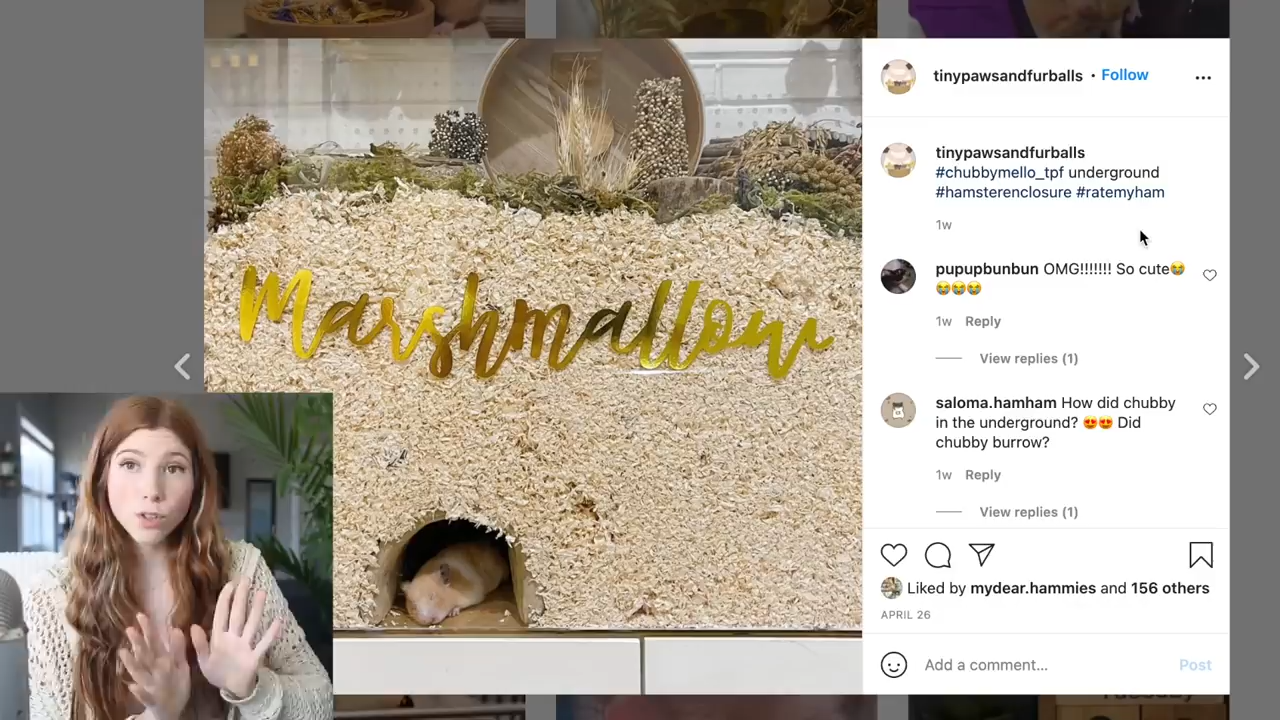 tinypawsandfurballs • Follow
tinypawsandfurballs
#chubbymello_tpf underground
#hamsterenclosure #ratemyham
1w
pupupbunbun OMG!!!!!!! So cute😭
😭😭😭
1w Reply
View replies (1)
saloma.hamham How did chubby
in the underground? 😍😍 Did
chubby burrow?
1w Reply
View replies (1)
Liked by mydear.hammies and 156 others
APRIL 26
Add a comment... Post
Marshmallow